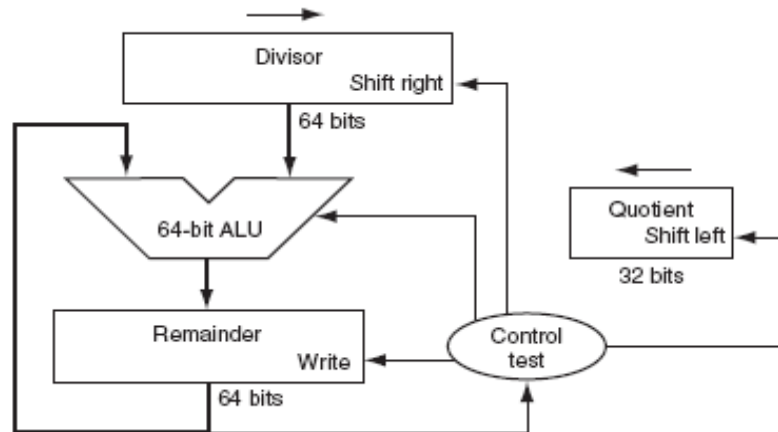 Divisor
Shift right
64 bits
64-bit ALU
Quotient
Shift left
32 bits
Remainder
Write
64 bits
Control
test